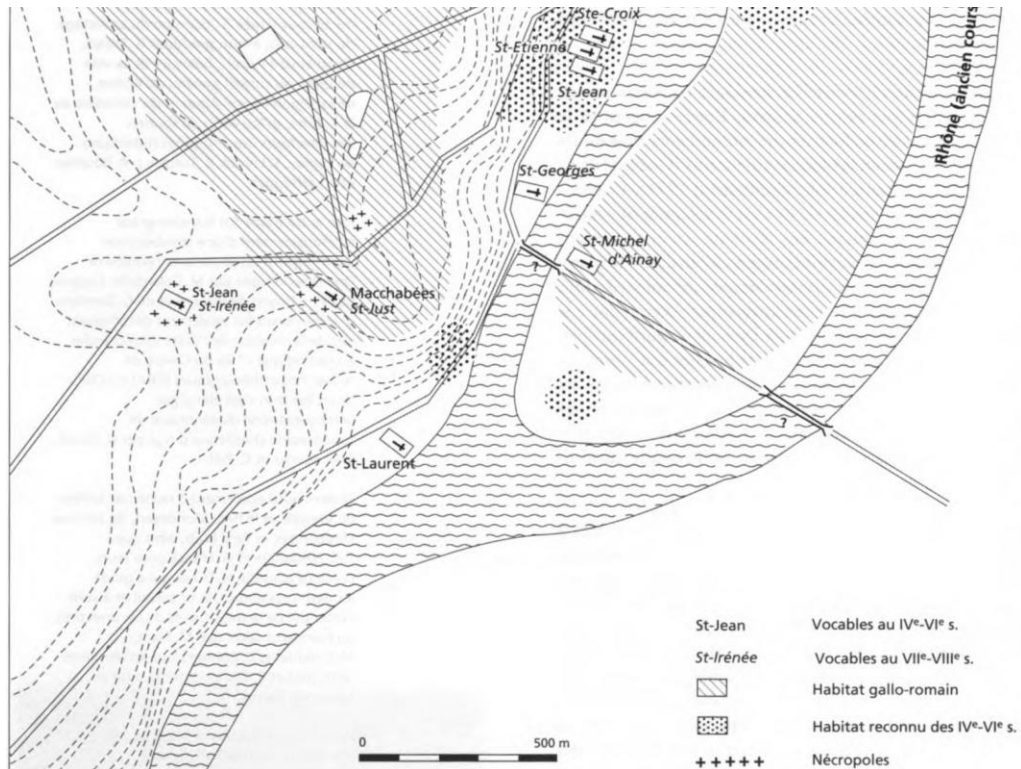 Ste-Croix
St-Etienne
St-Jean
Rhône (ancien cours
St-Georges
St-Michel
d'Ainay
?
St-Jean
St-Irénée
Macchabées
St-Just
?
St-Laurent
St-Jean Vocables au IVe-VIe s.
St-Irénée Vocables au VIIe-VIIIe s.
Habitat gallo-romain
Habitat reconnu des IVe-VIe s.
0 500 m
+++++ Nécropoles